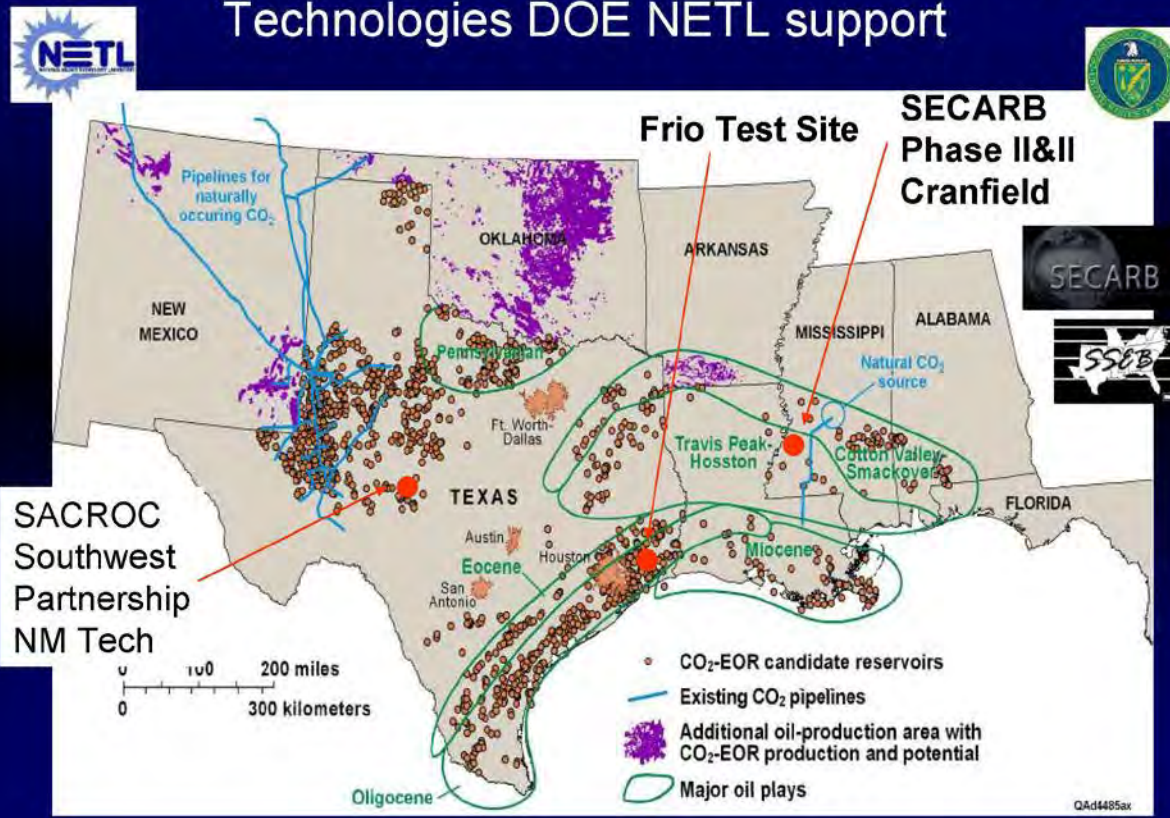 Technologies DOE NETL support
NETL
Frio Test Site
SECARB
Phase II&II
Cranfield
Pipelines for
naturally
occuring CO₂
OKLAHOMA
ARKANSAS
SECARB
NEW
MEXICO
MISSISSIPPI
ALABAMA
Natural CO₂
source
SSEB
Pennsylvanian
Ft. Worth-
Dallas
Travis Peak-
Hosston
Cotton Valley
Smackover
FLORIDA
TEXAS
SACROC
Southwest
Partnership
NM Tech
Austin
Houston
Eocene
San
Antonio
Miocene
Oligocene
0 100 200 miles
0 300 kilometers
CO₂-EOR candidate reservoirs
Existing CO₂ pipelines
Additional oil-production area with
CO₂-EOR production and potential
Major oil plays
QAd4485ax